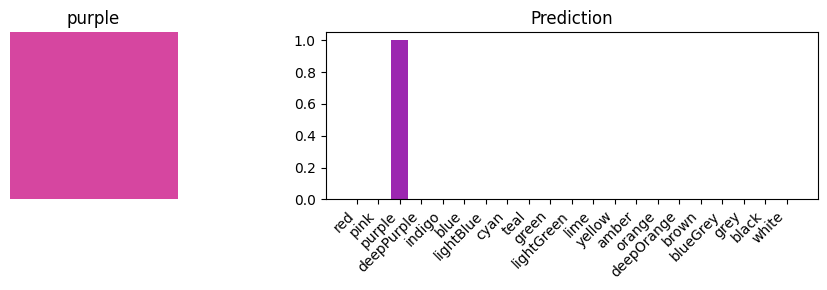 purple
Prediction
1.0
0.8
0.6
0.4
0.2
0.0
red
pink
purple
deepPurple
indigo
blue
lightBlue
cyan
teal
green
lightGreen
lime
yellow
amber
orange
deepOrange
brown
blueGrey
grey
black
white